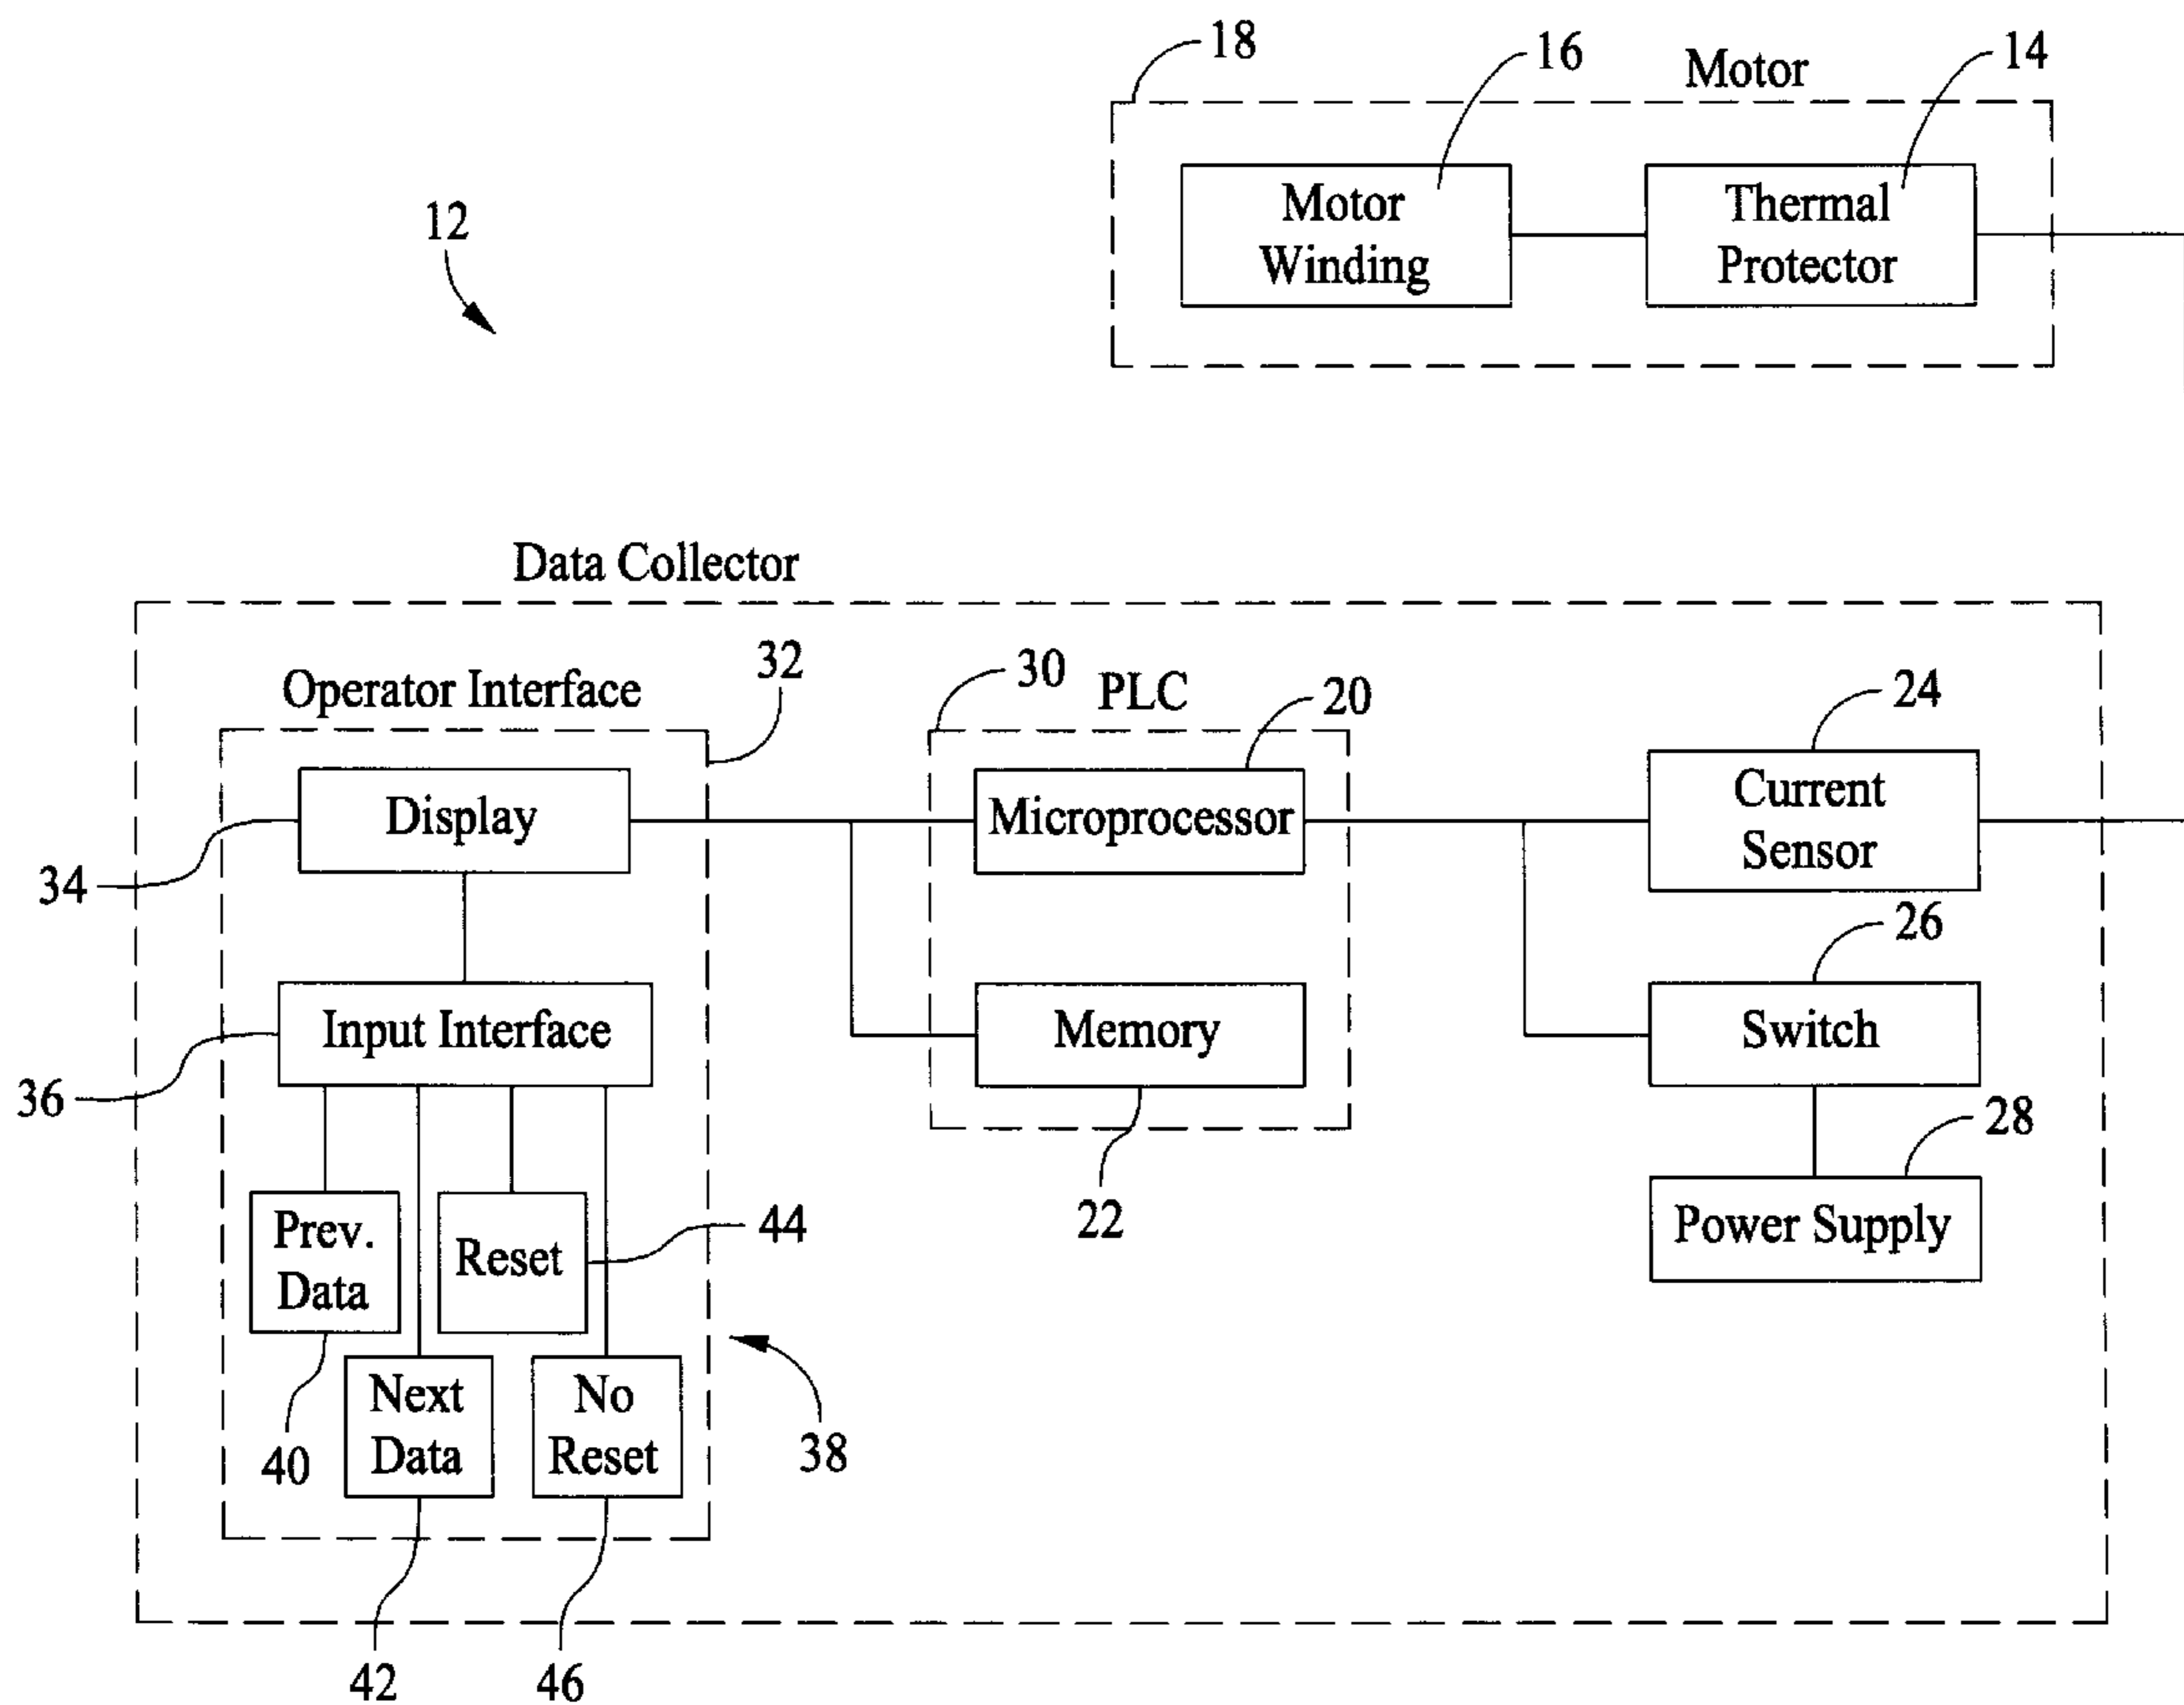 18
16
Motor
14
Motor
Winding
Thermal
Protector
12
Data Collector
Operator Interface
32
30
PLC
20
24
Display
Microprocessor
Current
Sensor
34
26
Input Interface
Memory
Switch
36
28
22
Prev.
Data
Reset
44
Power Supply
Next
Data
No
Reset
38
40
42
46